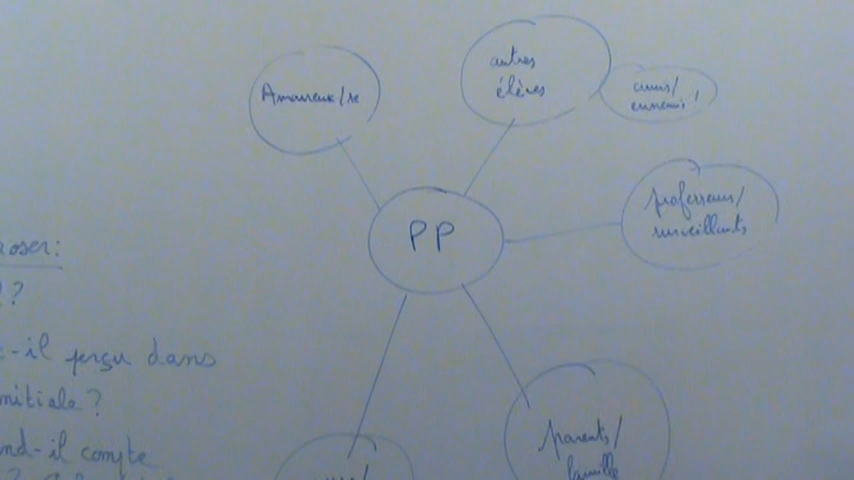 Amoureux/se
autres
élèves
amis/
ennemis !
professeurs/
surveillants
PP
parents/
famille
oser:
?
-il perçu dans
nitiale ?
nd-il compte